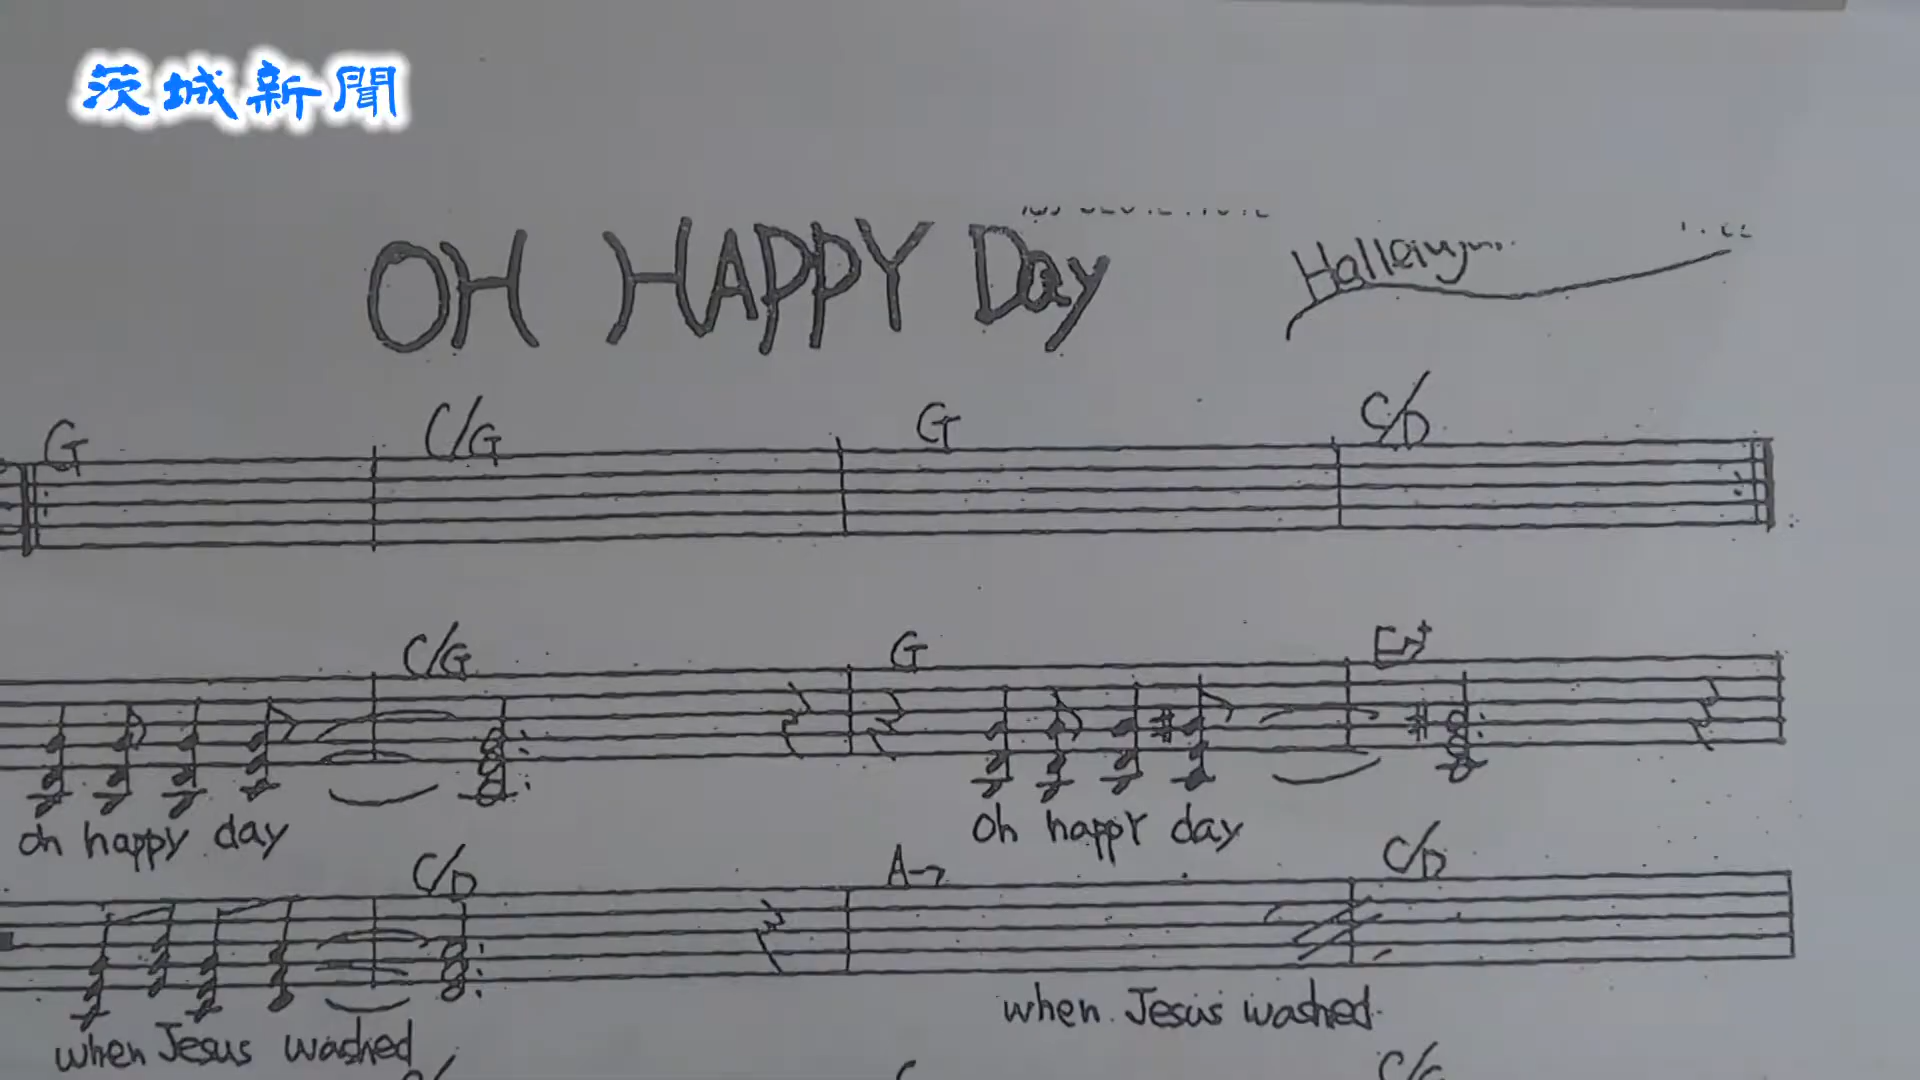 茨城新聞
OH HAPPY Day
G C/G G C/D
C/G G
oh happy day oh happy day
C/D C/D
when Jesus washed when Jesus washed